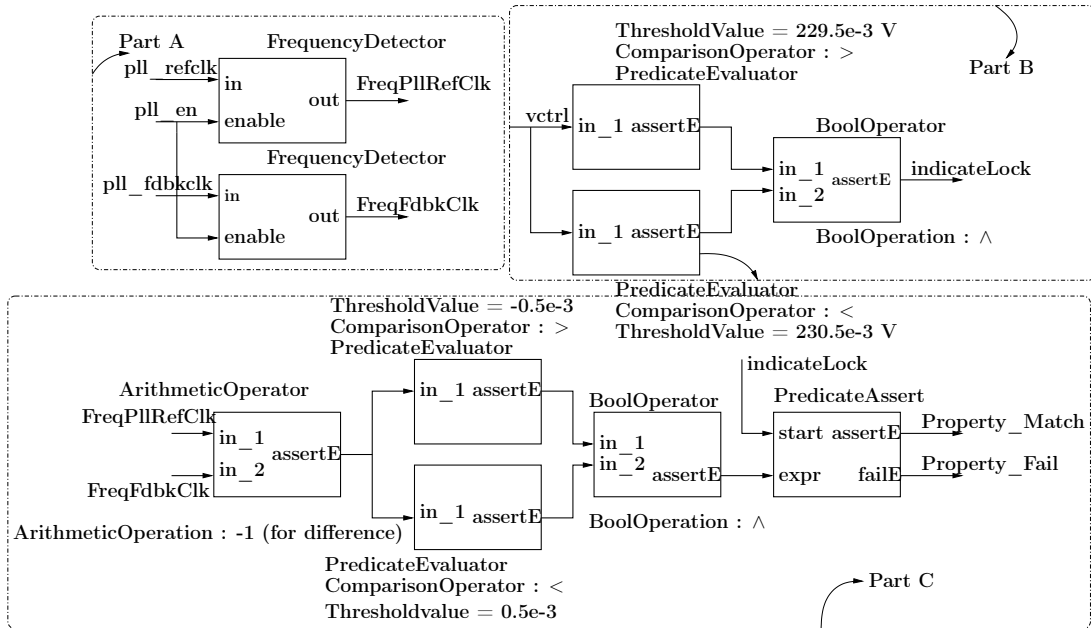 Part A
FrequencyDetector
pll_refclk
in
out
FreqPllRefClk
pll_en
enable
FrequencyDetector
pll_fdbkclk
in
out
FreqFdbkClk
enable
ThresholdValue = 229.5e-3 V
ComparisonOperator : >
PredicateEvaluator
Part B
vctrl
in_1 assertE
BoolOperator
in_1
in_2
assertE
indicateLock
in_1 assertE
BoolOperation : ∧
PredicateEvaluator
ComparisonOperator : <
ThresholdValue = 230.5e-3 V
ThresholdValue = -0.5e-3
ComparisonOperator : >
PredicateEvaluator
ArithmeticOperator
FreqPllRefClk
in_1
in_2
assertE
FreqFdbkClk
ArithmeticOperation : -1 (for difference)
in_1 assertE
in_1 assertE
PredicateEvaluator
ComparisonOperator : <
Thresholdvalue = 0.5e-3
BoolOperator
in_1
in_2
assertE
BoolOperation : ∧
indicateLock
PredicateAssert
start assertE
expr failE
Property_Match
Property_Fail
Part C